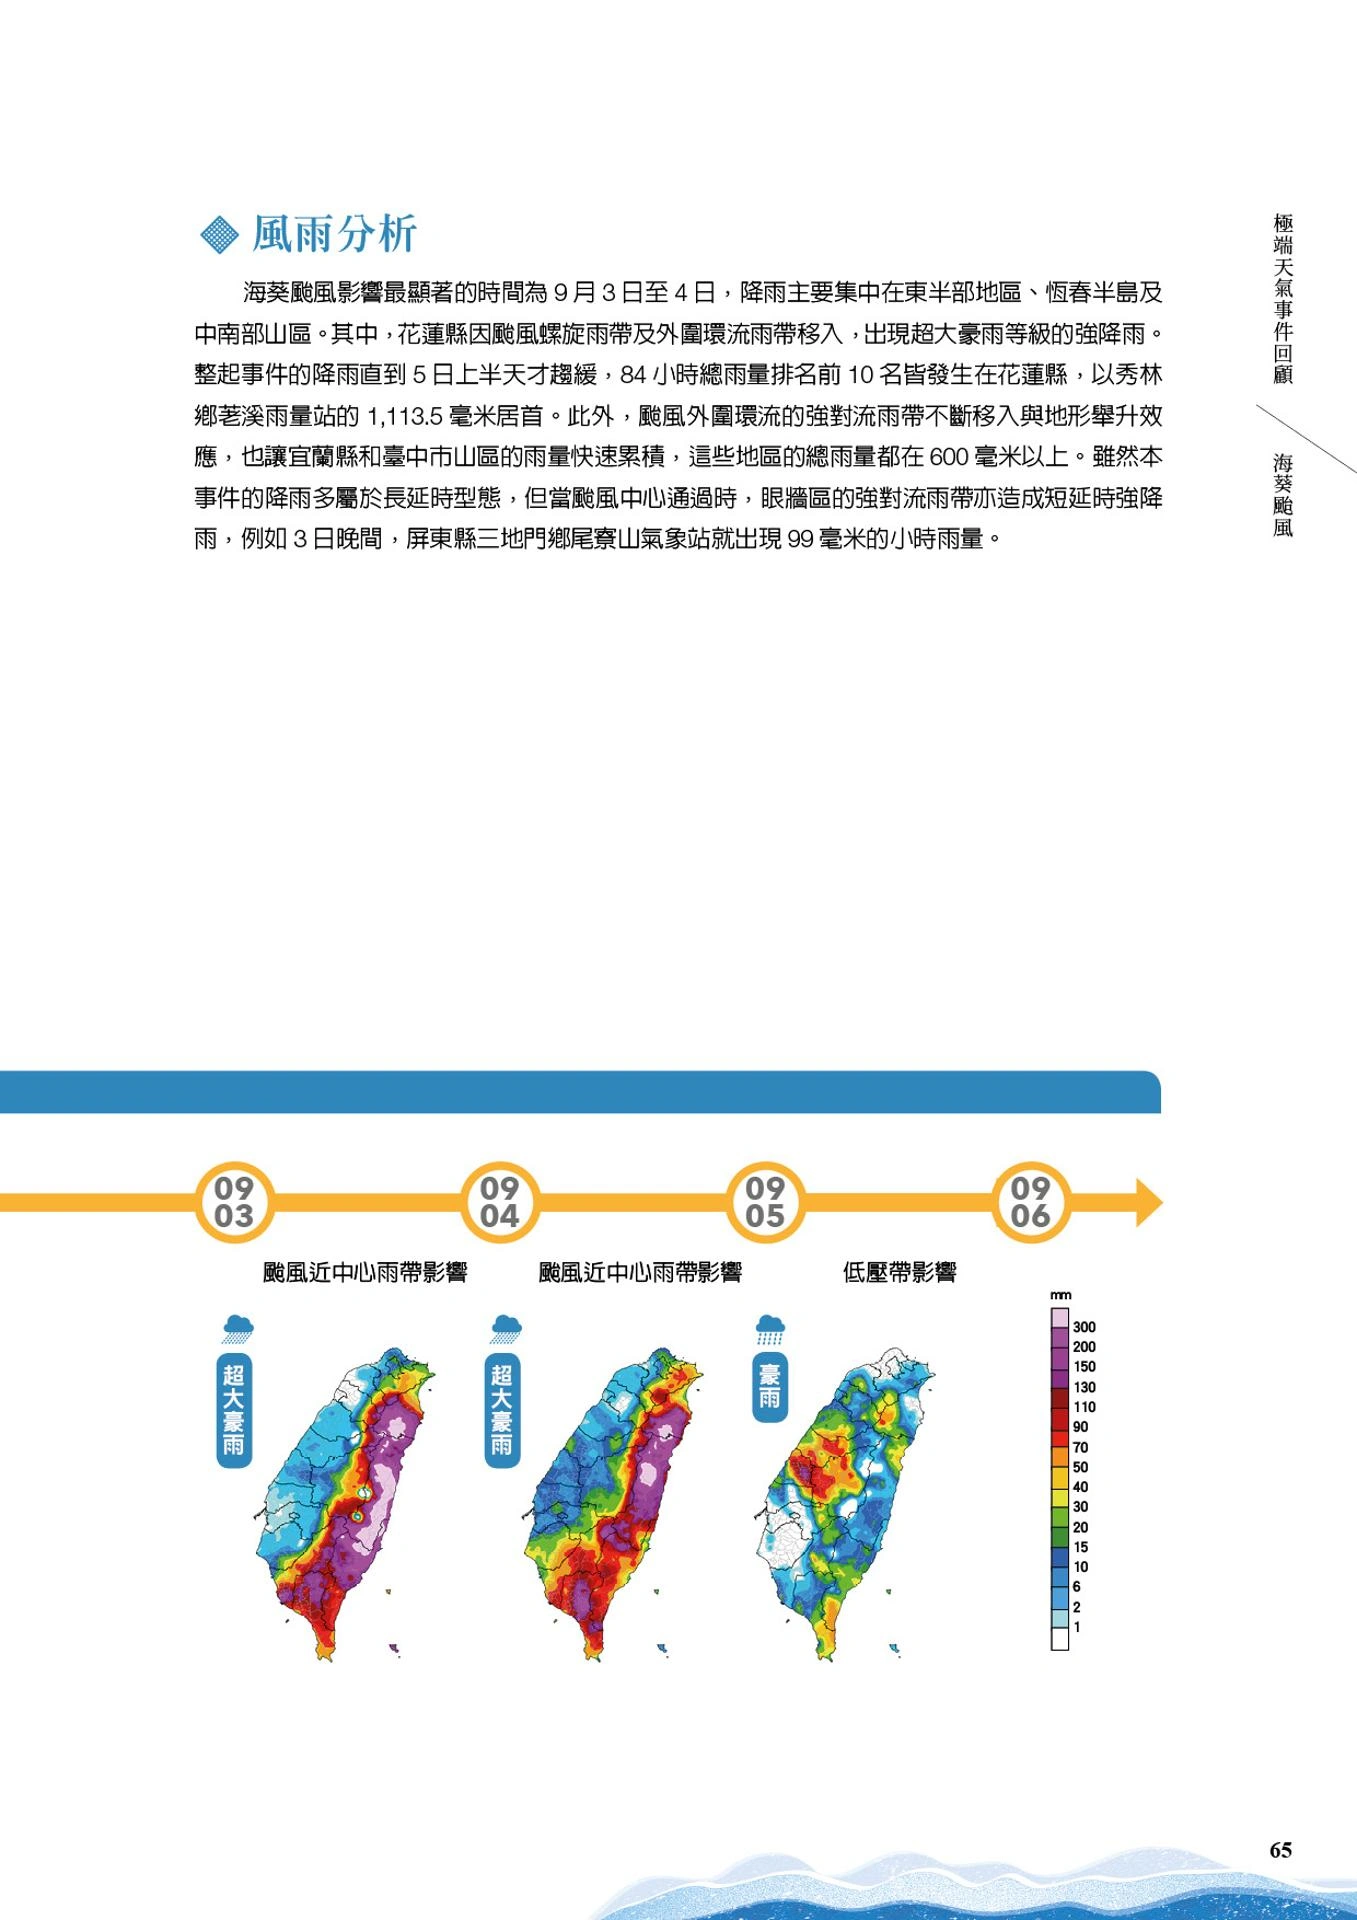 風雨分析
海葵颱風影響最顯著的時間為 9 月 3 日至 4 日，降雨主要集中在東半部地區、恆春半島及
中南部山區。其中，花蓮縣因颱風螺旋雨帶及外圍環流雨帶移入，出現超大豪雨等級的強降雨。
整起事件的降雨直到 5 日上半天才趨緩，84 小時總雨量排名前 10 名皆發生在花蓮縣，以秀林
鄉荖溪雨量站的 1,113.5 毫米居首。此外，颱風外圍環流的強對流雨帶不斷移入與地形舉升效
應，也讓宜蘭縣和臺中市山區的雨量快速累積，這些地區的總雨量都在 600 毫米以上。雖然本
事件的降雨多屬於長延時型態，但當颱風中心通過時，眼牆區的強對流雨帶亦造成短延時強降
雨，例如 3 日晚間，屏東縣三地門鄉尾寮山氣象站就出現 99 毫米的小時雨量。
極端天氣事件回顧
海葵颱風
09
03
09
04
09
05
09
06
颱風近中心雨帶影響
颱風近中心雨帶影響
低壓帶影響
超大豪雨
超大豪雨
豪雨
mm
300
200
150
130
110
90
70
50
40
30
20
15
10
6
2
1
65